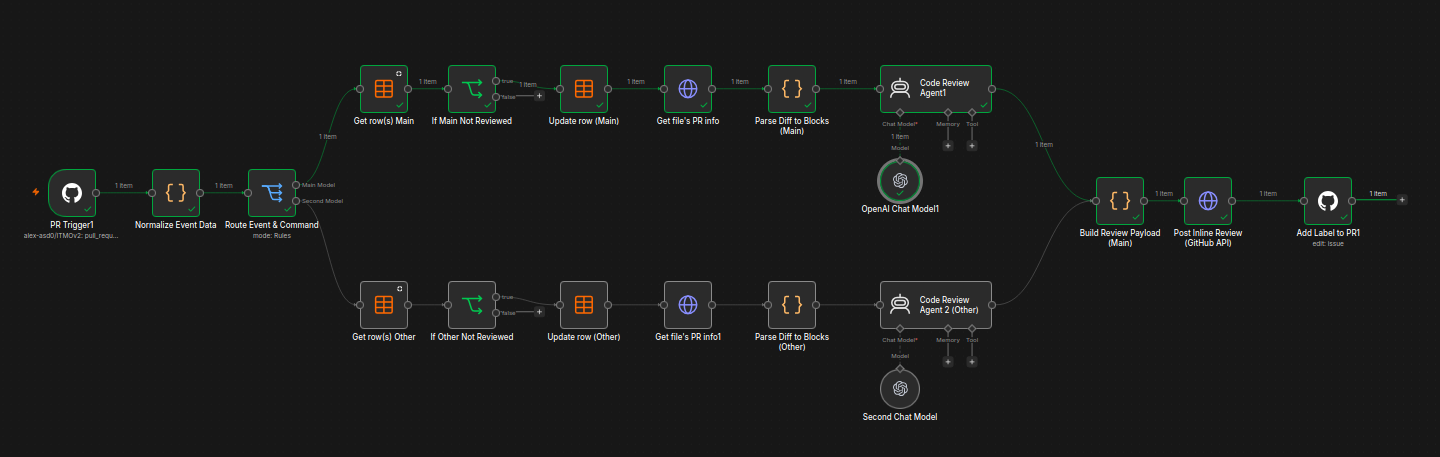 PR Trigger1
alex-asd0/ITMOv2: pull_requ...
1 item
Normalize Event Data
1 item
Route Event & Command
mode: Rules
Main Model
Second Model
1 item
Get row(s) Main
1 item
If Main Not Reviewed
true
false
1 item
Update row (Main)
1 item
Get file's PR info
1 item
Parse Diff to Blocks
(Main)
1 item
Code Review
Agent1
Chat Model*
Memory
Tool
1 item
Model
OpenAI Chat Model1
1 item
Get row(s) Other
If Other Not Reviewed
true
false
Update row (Other)
Get file's PR info1
Parse Diff to Blocks
(Other)
Code Review
Agent 2 (Other)
Chat Model*
Memory
Tool
Model
Second Chat Model
Build Review Payload
(Main)
1 item
Post Inline Review
(GitHub API)
1 item
Add Label to PR1
edit: issue
1 item